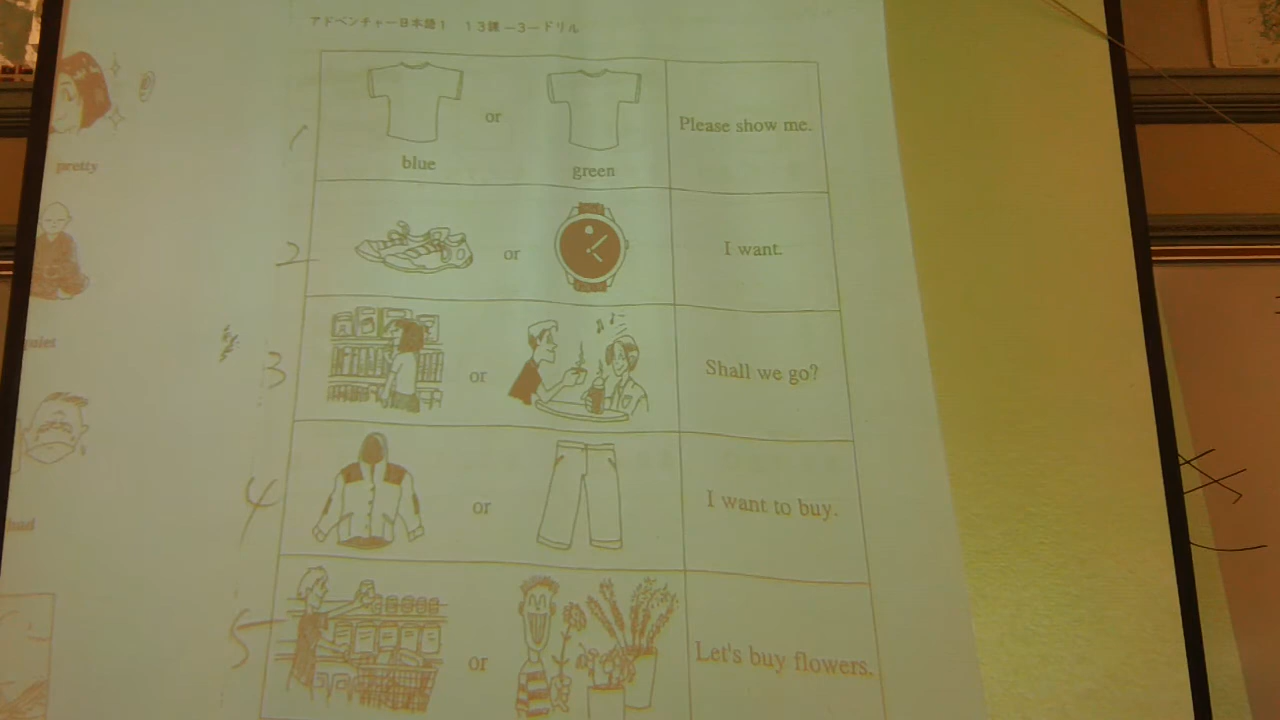 アドベンチャー日本語1 13課-3-ドリル
1
or
Please show me.
blue
green
2
or
I want.
3
or
Shall we go?
4
or
I want to buy.
5
or
Let's buy flowers.
pretty